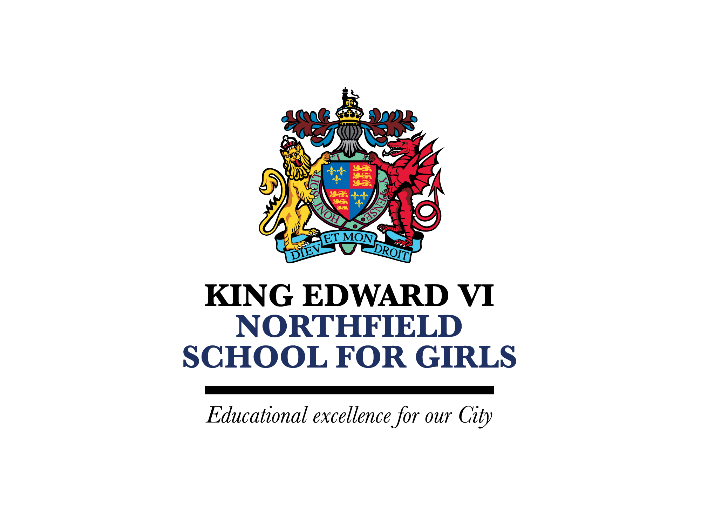 DIEV ET MON DROIT
KING EDWARD VI
NORTHFIELD
SCHOOL FOR GIRLS
Educational excellence for our City